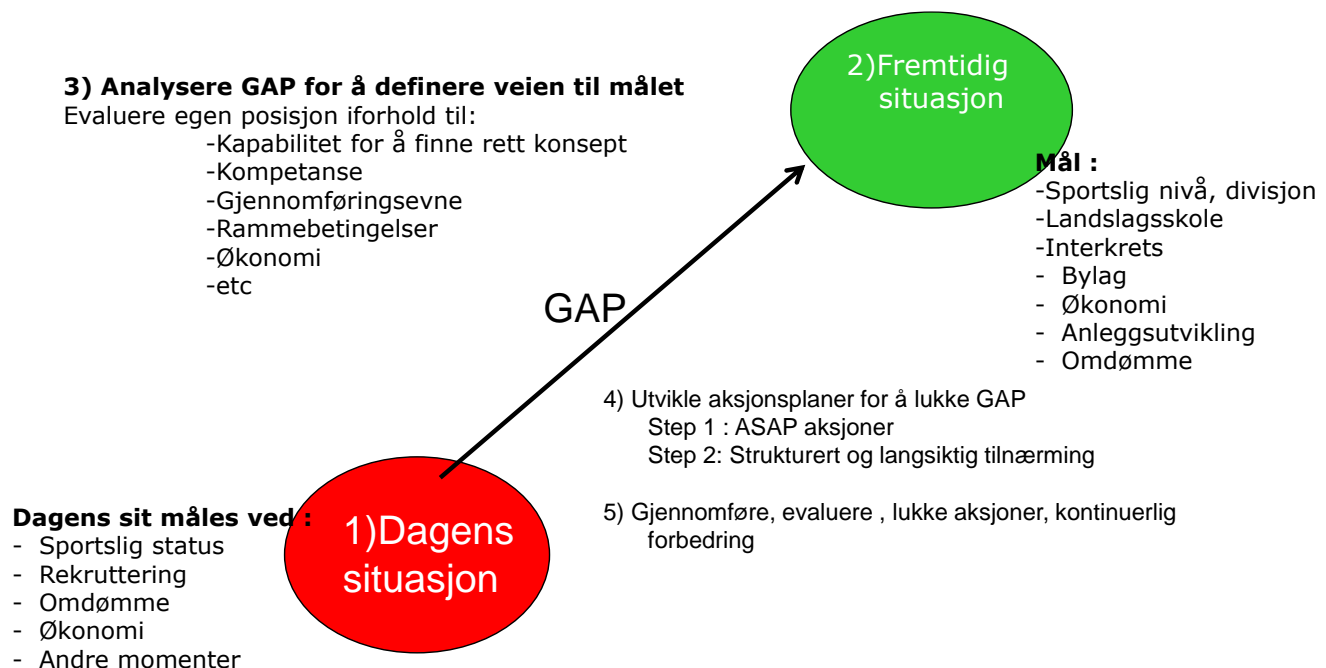 3) Analysere GAP for å definere veien til målet
Evaluere egen posisjon iforhold til:
-Kapabilitet for å finne rett konsept
-Kompetanse
-Gjennomføringsevne
-Rammebetingelser
-Økonomi
-etc
2)Fremtidig
situasjon
Mål :
-Sportslig nivå, divisjon
-Landslagsskole
-Interkrets
- Bylag
- Økonomi
- Anleggsutvikling
- Omdømme
GAP
4) Utvikle aksjonsplaner for å lukke GAP
Step 1 : ASAP aksjoner
Step 2: Strukturert og langsiktig tilnærming
5) Gjennomføre, evaluere , lukke aksjoner, kontinuerlig
forbedring
Dagens sit måles ved :
- Sportslig status
- Rekruttering
- Omdømme
- Økonomi
- Andre momenter
1)Dagens
situasjon